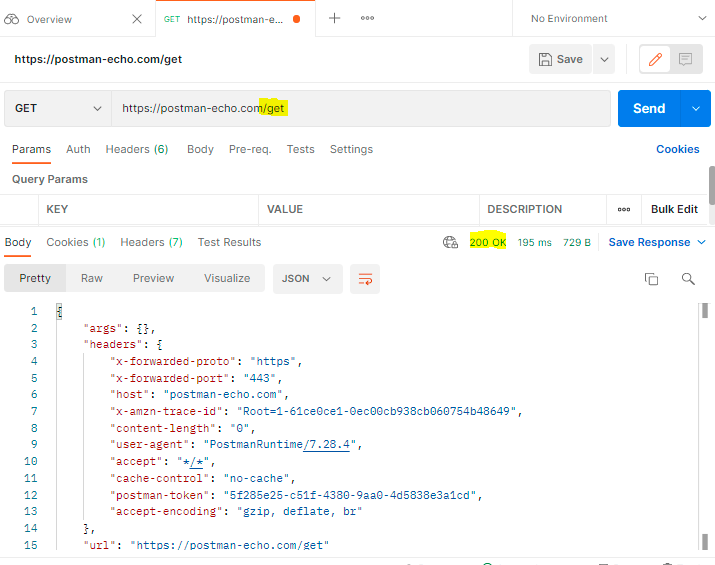 Overview
GET https://postman-e...
No Environment
https://postman-echo.com/get
Save
GET https://postman-echo.com/get Send
Params Auth Headers (6) Body Pre-req. Tests Settings Cookies
Query Params
KEY VALUE DESCRIPTION Bulk Edit
Body Cookies (1) Headers (7) Test Results 200 OK 195 ms 729 B Save Response
Pretty Raw Preview Visualize JSON
1 {
2 "args": {},
3 "headers": {
4 "x-forwarded-proto": "https",
5 "x-forwarded-port": "443",
6 "host": "postman-echo.com",
7 "x-amzn-trace-id": "Root=1-61ce0ce1-0ec00cb938cb060754b48649",
8 "content-length": "0",
9 "user-agent": "PostmanRuntime/7.28.4",
10 "accept": "*/*",
11 "cache-control": "no-cache",
12 "postman-token": "5f285e25-c51f-4380-9aa0-4d5838e3a1cd",
13 "accept-encoding": "gzip, deflate, br"
14 },
15 "url": "https://postman-echo.com/get"